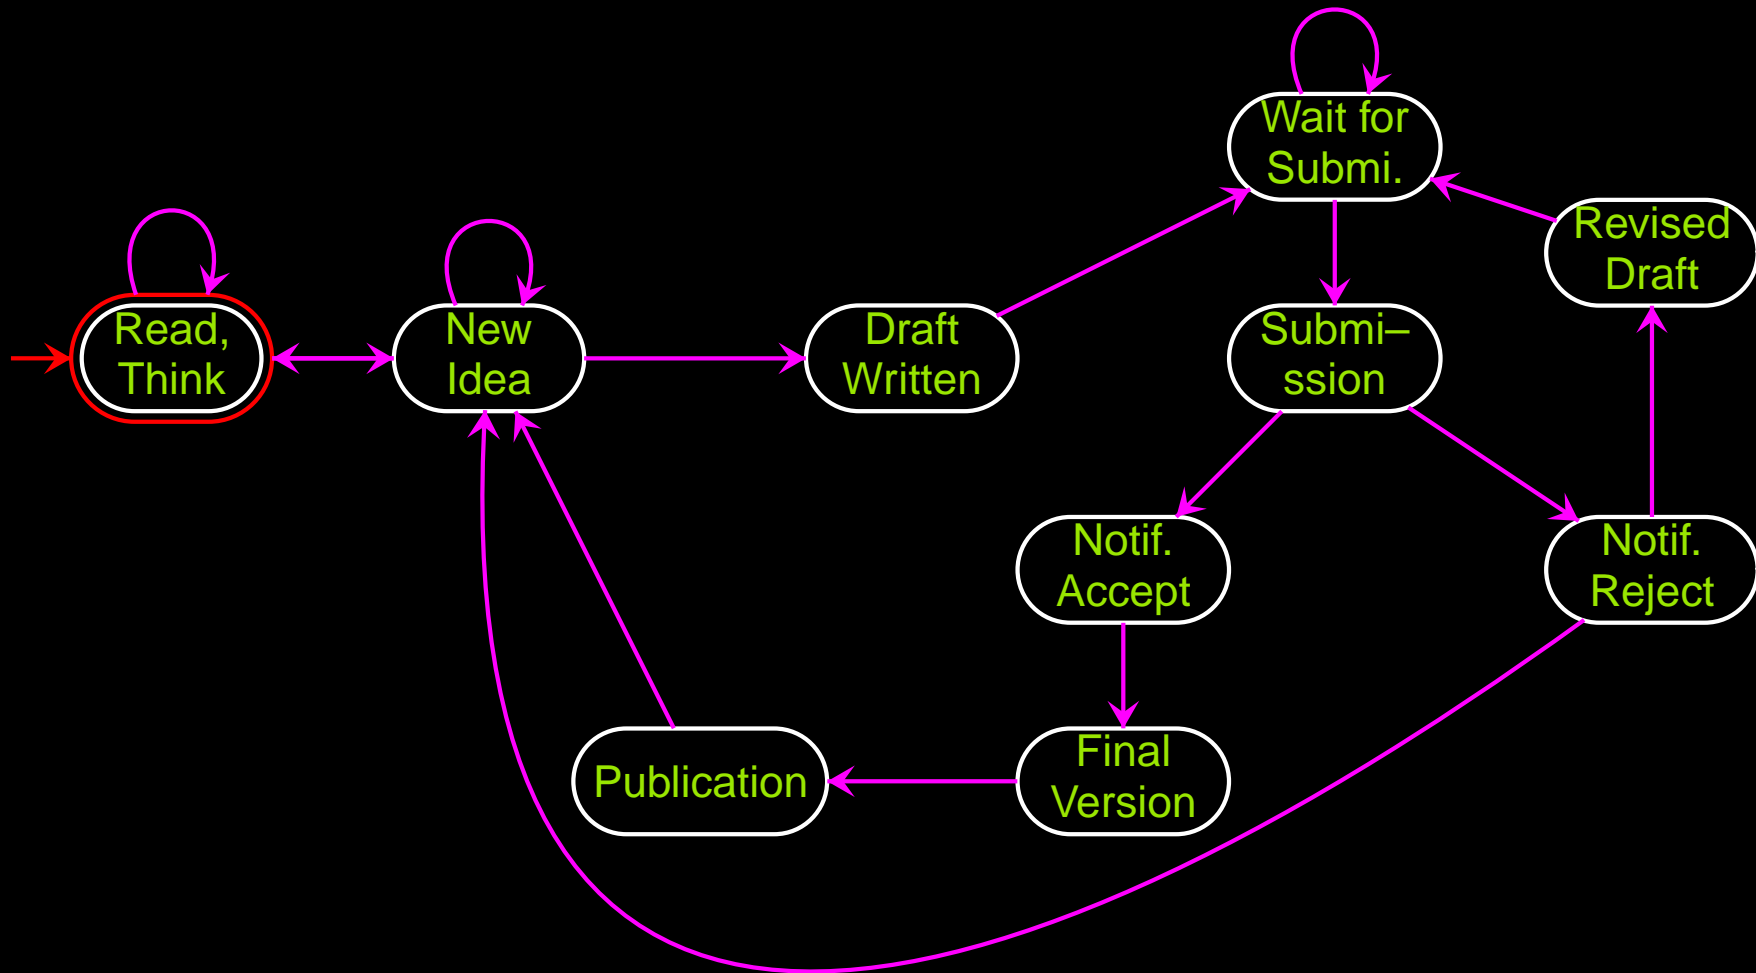 Wait for
Submi.
Revised
Draft
Read,
Think
New
Idea
Draft
Written
Submi–
ssion
Notif.
Accept
Notif.
Reject
Publication
Final
Version